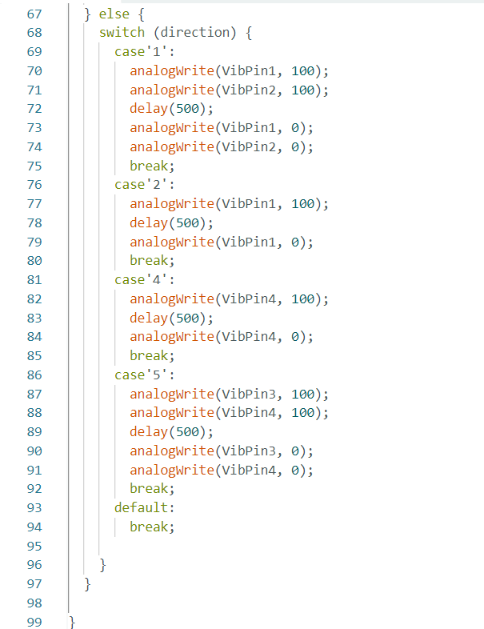 67 } else {
68 switch (direction) {
69 case'1':
70 analogWrite(VibPin1, 100);
71 analogWrite(VibPin2, 100);
72 delay(500);
73 analogWrite(VibPin1, 0);
74 analogWrite(VibPin2, 0);
75 break;
76 case'2':
77 analogWrite(VibPin1, 100);
78 delay(500);
79 analogWrite(VibPin1, 0);
80 break;
81 case'4':
82 analogWrite(VibPin4, 100);
83 delay(500);
84 analogWrite(VibPin4, 0);
85 break;
86 case'5':
87 analogWrite(VibPin3, 100);
88 analogWrite(VibPin4, 100);
89 delay(500);
90 analogWrite(VibPin3, 0);
91 analogWrite(VibPin4, 0);
92 break;
93 default:
94 break;
95
96 }
97 }
98
99 }